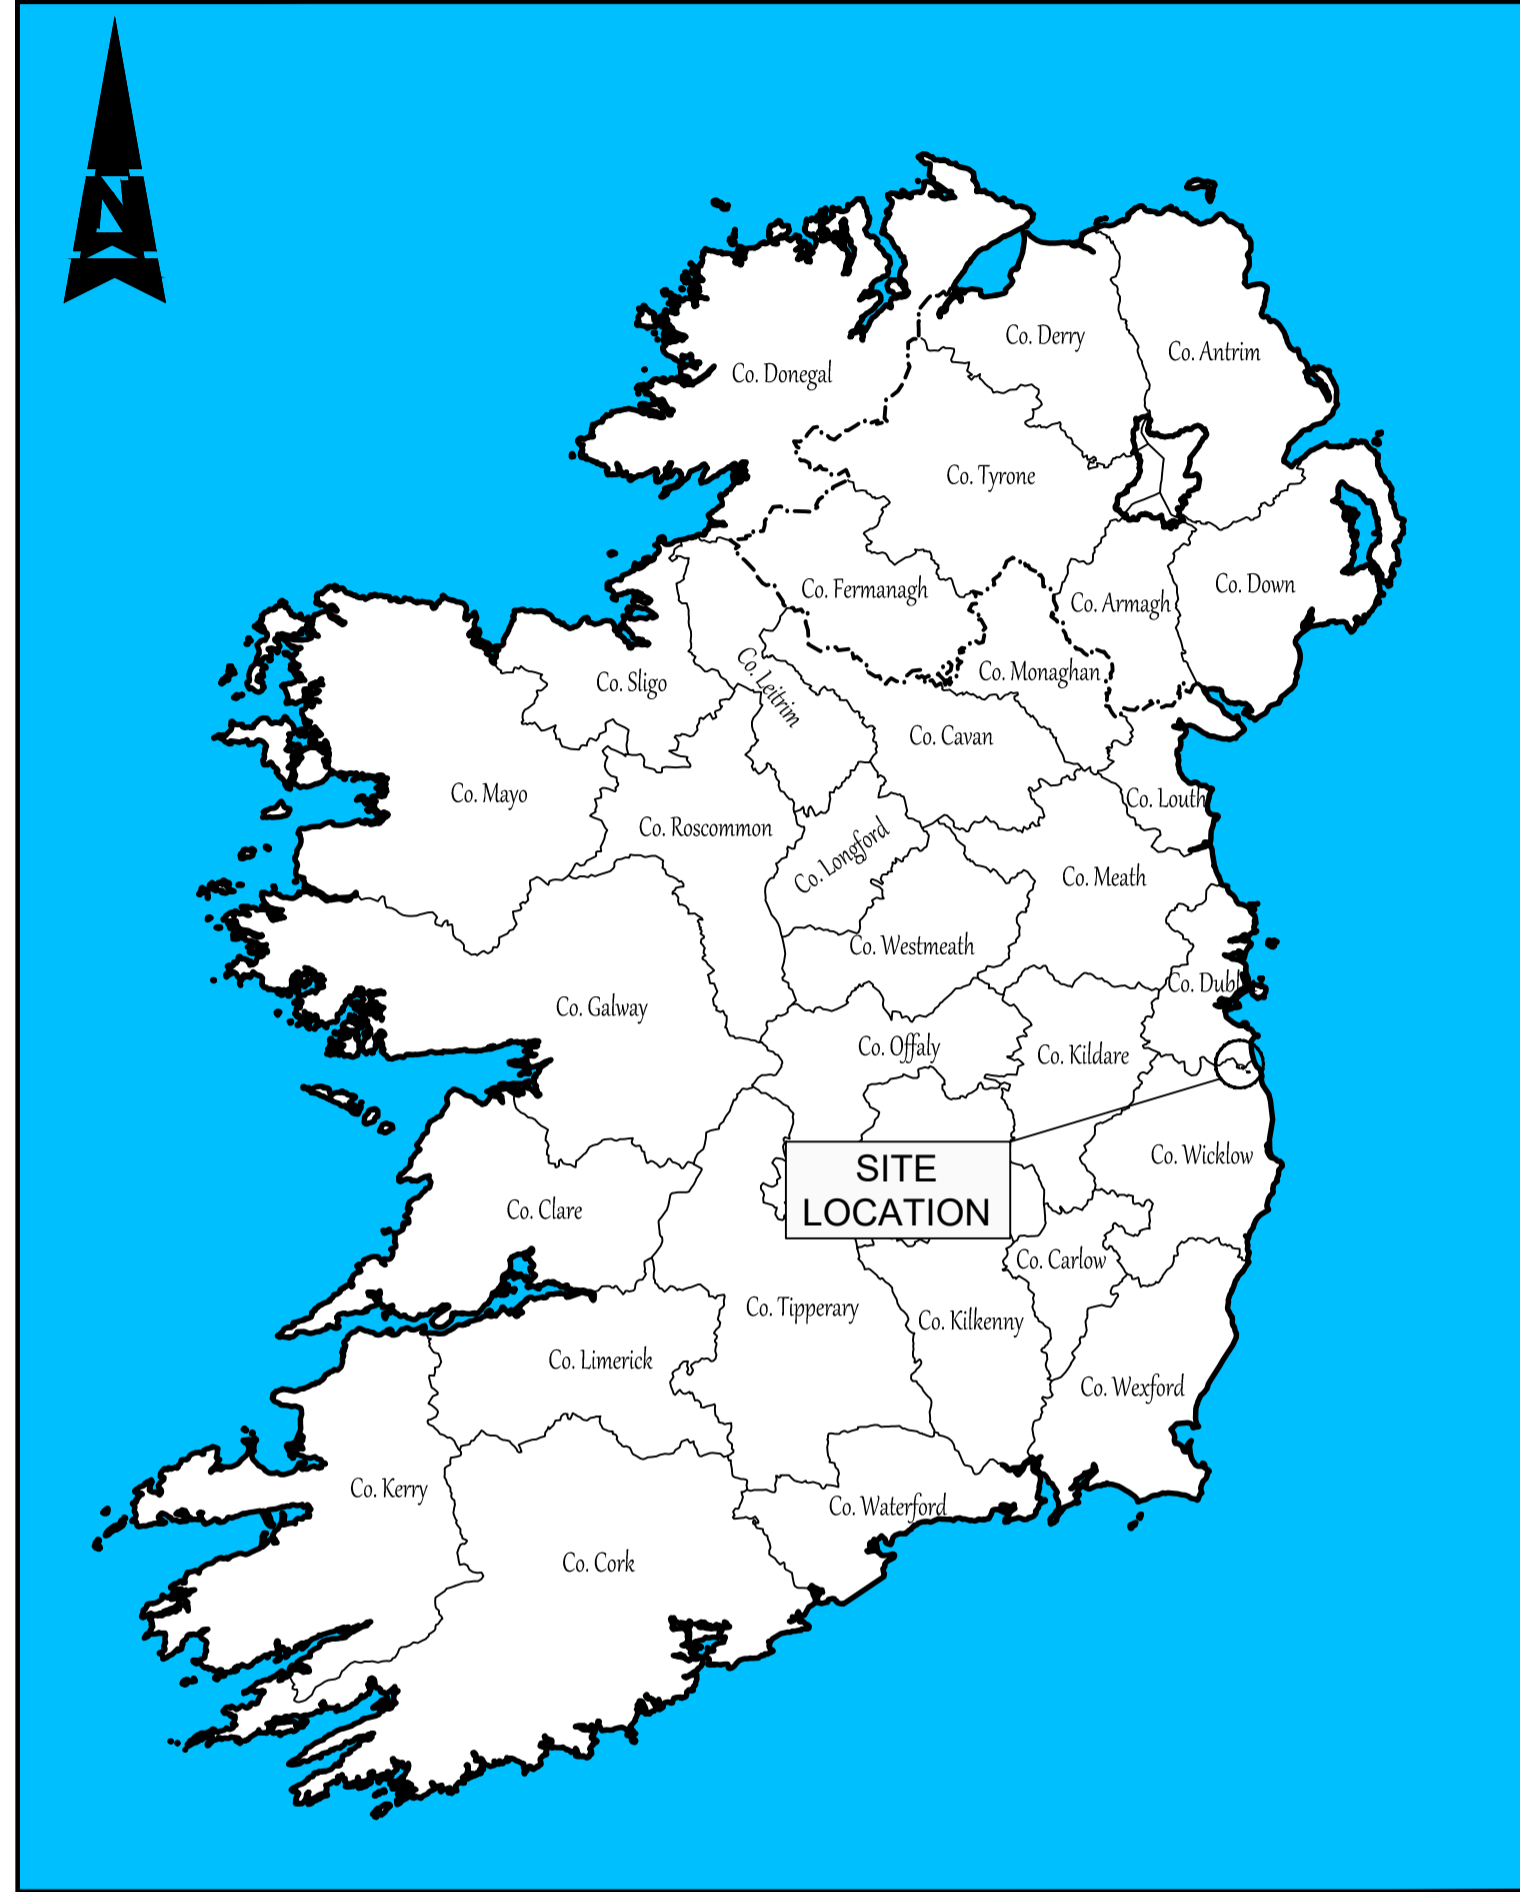 N
Co. Derry
Co. Antrim
Co. Donegal
Co. Tyrone
Co. Fermanagh
Co. Down
Co. Armagh
Co. Monaghan
Co. Sligo
Co. Leitrim
Co. Cavan
Co. Mayo
Co. Louth
Co. Roscommon
Co. Longford
Co. Meath
Co. Westmeath
Co. Dubl
Co. Galway
Co. Offaly
Co. Kildare
Co. Wicklow
SITE
LOCATION
Co. Clare
Co. Carlow
Co. Tipperary
Co. Kilkenny
Co. Limerick
Co. Wexford
Co. Kerry
Co. Waterford
Co. Cork